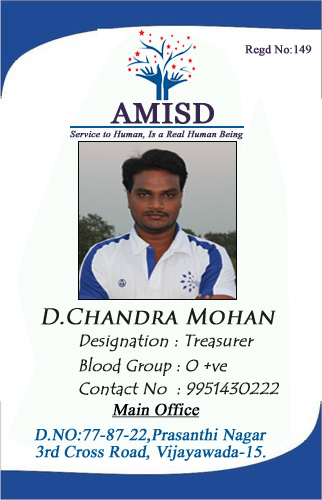 Regd No:149
AMISD
Service to Human, Is a Real Human Being
D.Chandra Mohan
Designation : Treasurer
Blood Group : O +ve
Contact No : 9951430222
Main Office
D.NO:77-87-22,Prasanthi Nagar
3rd Cross Road, Vijayawada-15.